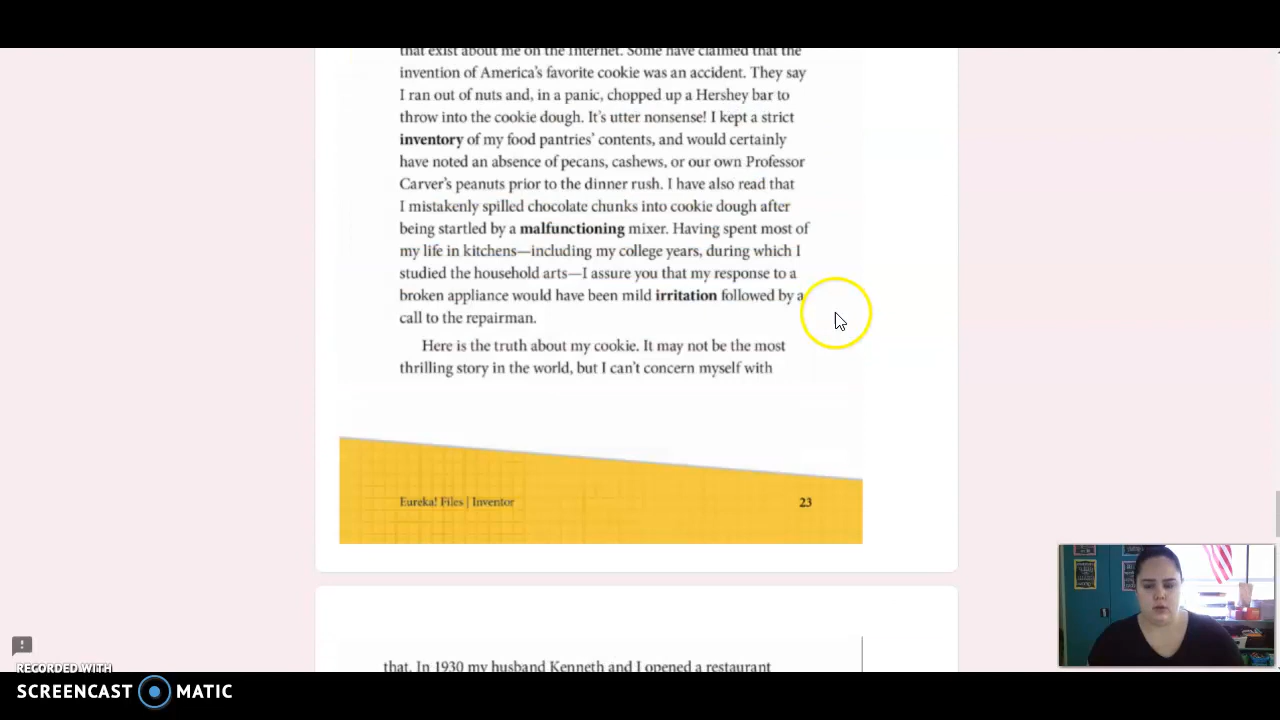 that exist about me on the Internet. Some have claimed that the
invention of America's favorite cookie was an accident. They say
I ran out of nuts and, in a panic, chopped up a Hershey bar to
throw into the cookie dough. It's utter nonsense! I kept a strict
inventory of my food pantries' contents, and would certainly
have noted an absence of pecans, cashews, or our own Professor
Carver's peanuts prior to the dinner rush. I have also read that
I mistakenly spilled chocolate chunks into cookie dough after
being startled by a malfunctioning mixer. Having spent most of
my life in kitchens—including my college years, during which I
studied the household arts—I assure you that my response to a
broken appliance would have been mild irritation followed by a
call to the repairman.
Here is the truth about my cookie. It may not be the most
thrilling story in the world, but I can't concern myself with
Eureka! Files | Inventor
23
that. In 1930 my husband Kenneth and I opened a restaurant
RECORDED WITH
SCREENCAST MATIC